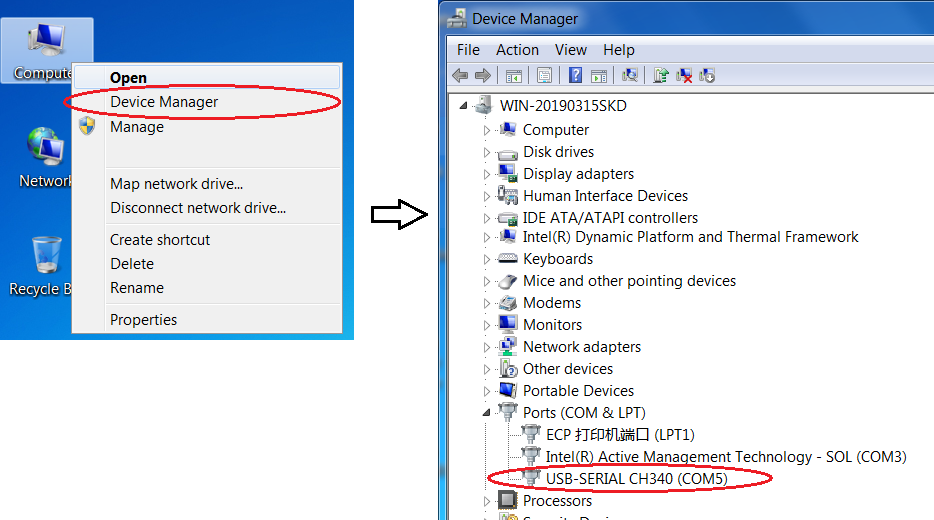 Compute
Network
Recycle B
Open
Device Manager
Manage
Map network drive...
Disconnect network drive...
Create shortcut
Delete
Rename
Properties
Device Manager
File Action View Help
WIN-20190315SKD
Computer
Disk drives
Display adapters
Human Interface Devices
IDE ATA/ATAPI controllers
Intel(R) Dynamic Platform and Thermal Framework
Keyboards
Mice and other pointing devices
Modems
Monitors
Network adapters
Other devices
Portable Devices
Ports (COM & LPT)
ECP 打印机端口 (LPT1)
Intel(R) Active Management Technology - SOL (COM3)
USB-SERIAL CH340 (COM5)
Processors